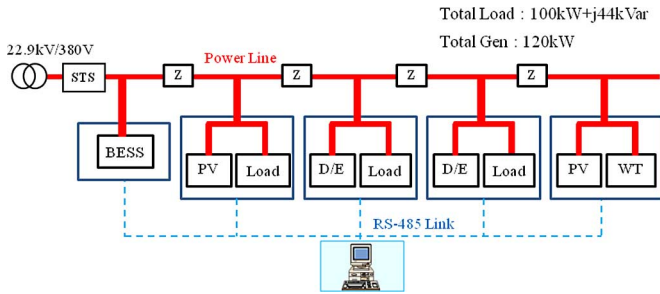 Total Load : 100kW+j44kVar
Total Gen : 120kW
22.9kV/380V
STS
Z
Power Line
Z
Z
Z
BESS
PV
Load
D/E
Load
D/E
Load
PV
WT
RS-485 Link